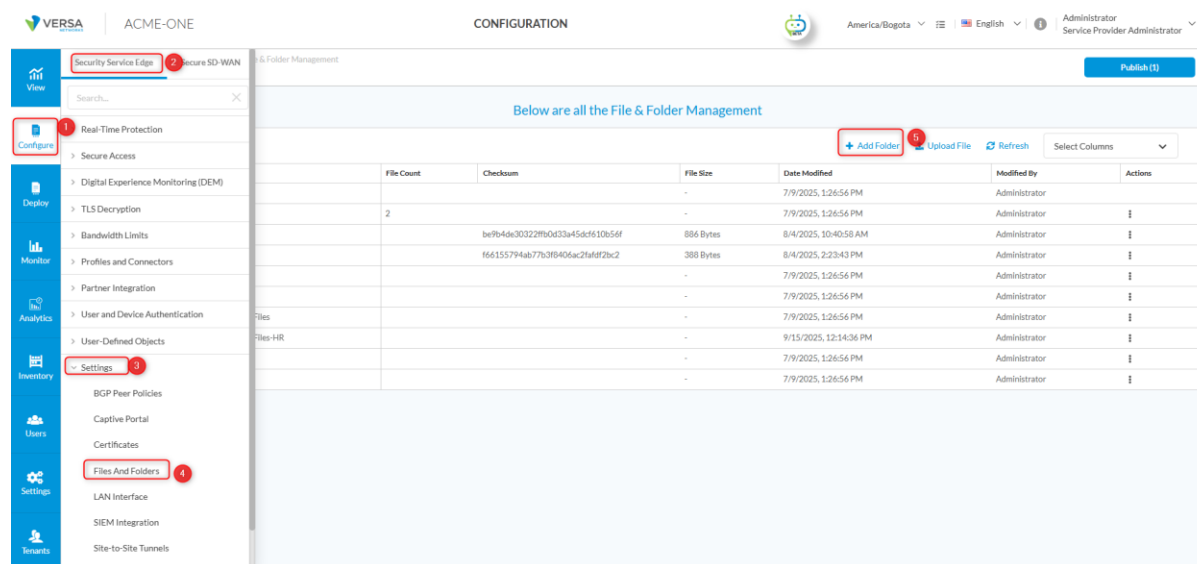 VERSA
NETWORKS
ACME-ONE
CONFIGURATION
America/Bogota
English
Administrator
Service Provider Administrator
View
Configure
Deploy
Monitor
Analytics
Inventory
Users
Settings
Tenants
1
Security Service Edge
2
Secure SD-WAN
Search...
Real-Time Protection
Secure Access
Digital Experience Monitoring (DEM)
TLS Decryption
Bandwidth Limits
Profiles and Connectors
Partner Integration
User and Device Authentication
User-Defined Objects
Settings
3
BGP Peer Policies
Captive Portal
Certificates
Files And Folders
4
LAN Interface
SIEM Integration
Site-to-Site Tunnels
& Folder Management
Publish (1)
Below are all the File & Folder Management
+ Add Folder
5
Upload File
Refresh
Select Columns
File Count Checksum File Size Date Modified Modified By Actions
- 7/9/2025, 1:26:56 PM Administrator
2 - 7/9/2025, 1:26:56 PM Administrator
be9b4de30322ffb0d33a45dcf610b56f 886 Bytes 8/4/2025, 10:40:58 AM Administrator
f66155794ab77b3f8406ac2fafdf2bc2 388 Bytes 8/4/2025, 2:23:43 PM Administrator
- 7/9/2025, 1:26:56 PM Administrator
- 7/9/2025, 1:26:56 PM Administrator
Files - 7/9/2025, 1:26:56 PM Administrator
Files-HR - 9/15/2025, 12:14:36 PM Administrator
- 7/9/2025, 1:26:56 PM Administrator
- 7/9/2025, 1:26:56 PM Administrator